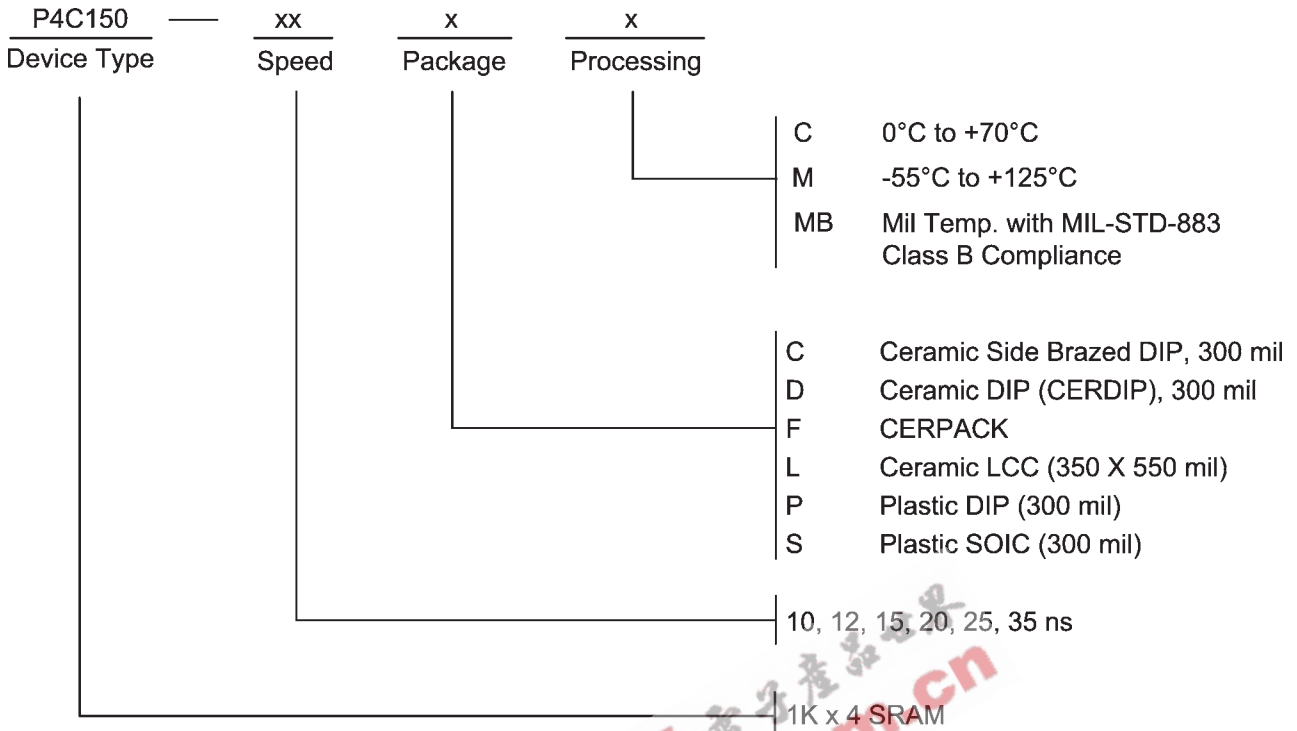 P4C150 — xx x x
Device Type Speed Package Processing
C 0°C to +70°C
M -55°C to +125°C
MB Mil Temp. with MIL-STD-883
Class B Compliance
C Ceramic Side Brazed DIP, 300 mil
D Ceramic DIP (CERDIP), 300 mil
F CERPACK
L Ceramic LCC (350 X 550 mil)
P Plastic DIP (300 mil)
S Plastic SOIC (300 mil)
10, 12, 15, 20, 25, 35 ns
1K x 4 SRAM